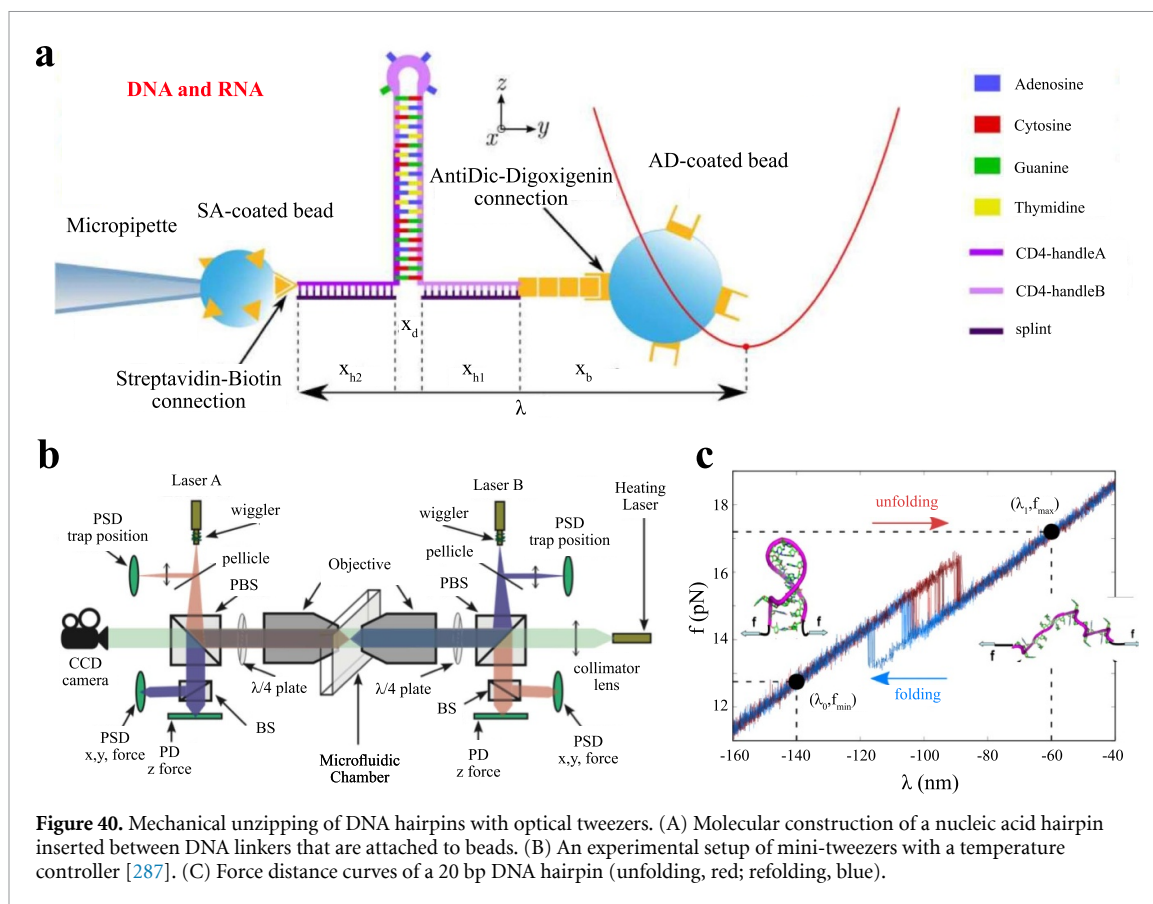 a
DNA and RNA
z
x
y
Adenosine
Cytosine
Guanine
Thymidine
CD4-handleA
CD4-handleB
splint
Micropipette
SA-coated bead
AntiDic-Digoxigenin
connection
AD-coated bead
Streptavidin-Biotin
connection
x_h2
x_d
x_h1
x_b
λ
b
Laser A
wiggler
PSD
trap position
pellicle
PBS
Objective
Laser B
wiggler
PSD
trap position
pellicle
PBS
Heating
Laser
CCD
camera
λ/4 plate
λ/4 plate
collimator
lens
PSD
x,y, force
PD
z force
BS
Microfluidic
Chamber
BS
PD
z force
PSD
x,y, force
c
f (pN)
18
16
14
12
unfolding
(λ₁,f_max)
f
f
f
f
(λ₀,f_min)
folding
-160
-140
-120
-100
-80
-60
-40
λ (nm)
Figure 40. Mechanical unzipping of DNA hairpins with optical tweezers. (A) Molecular construction of a nucleic acid hairpin
inserted between DNA linkers that are attached to beads. (B) An experimental setup of mini-tweezers with a temperature
controller [287]. (C) Force distance curves of a 20 bp DNA hairpin (unfolding, red; refolding, blue).